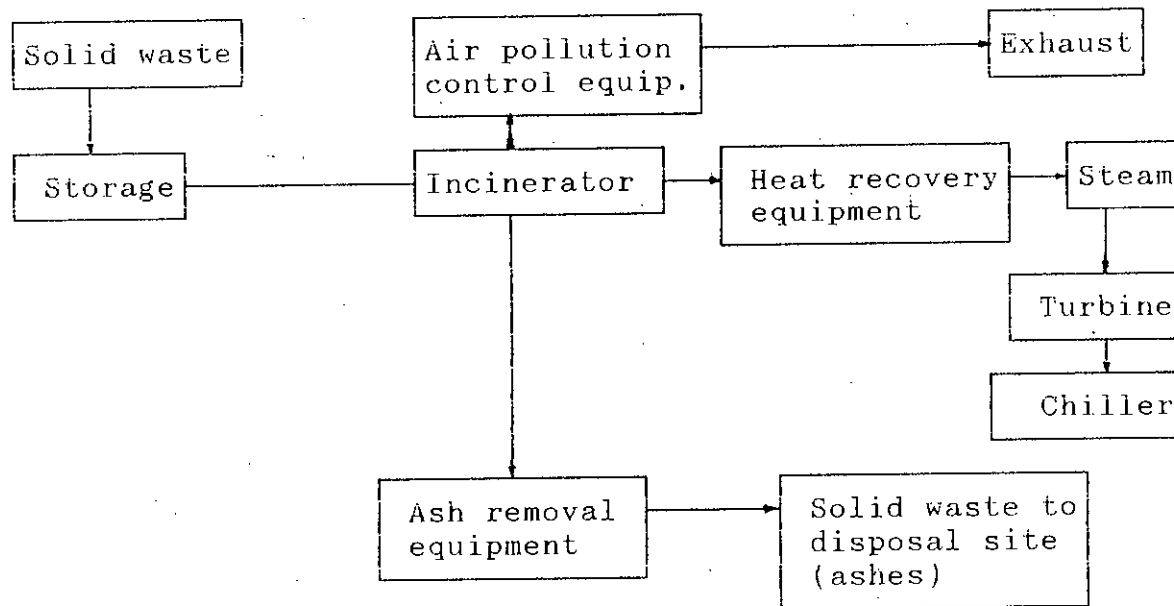 Solid waste
Air pollution
control equip.
Exhaust
Storage
Incinerator
Heat recovery
equipment
Steam
Turbine
Chiller
Ash removal
equipment
Solid waste to
disposal site
(ashes)